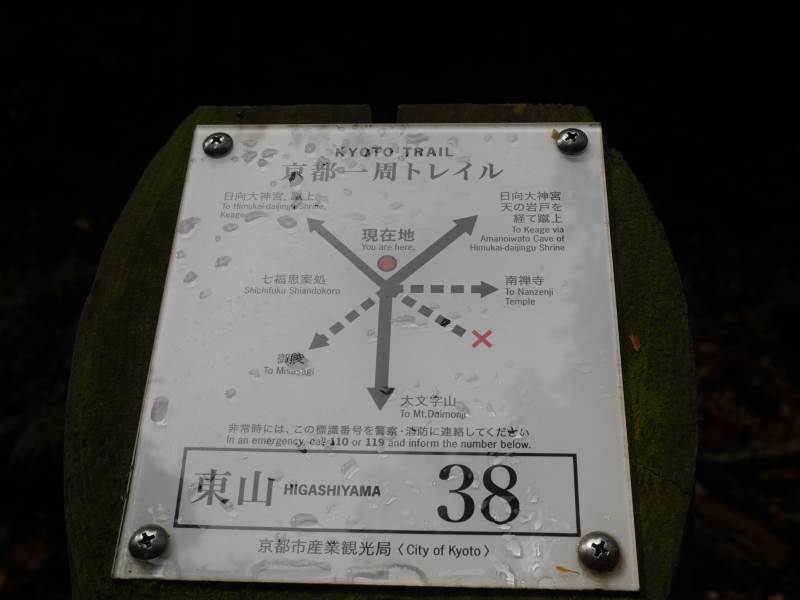 KYOTO TRAIL
京都一周トレイル
日向大神宮、蹴上
To Himukai-daijingu Shrine,
Keage
日向大神宮
天の岩戸を
経て蹴上
To Keage via
Amanoiwato Cave of
Himukai-daijingu Shrine
現在地
You are here.
七福思案処
Shichifuku Shiandokoro
南禅寺
To Nanzenji
Temple
御陵
To Misasagi
大文字山
To Mt.Daimonji
非常時には、この標識番号を警察・消防に連絡してください
In an emergency, call 110 or 119 and inform the number below.
東山 HIGASHIYAMA 38
京都市産業観光局〈City of Kyoto〉